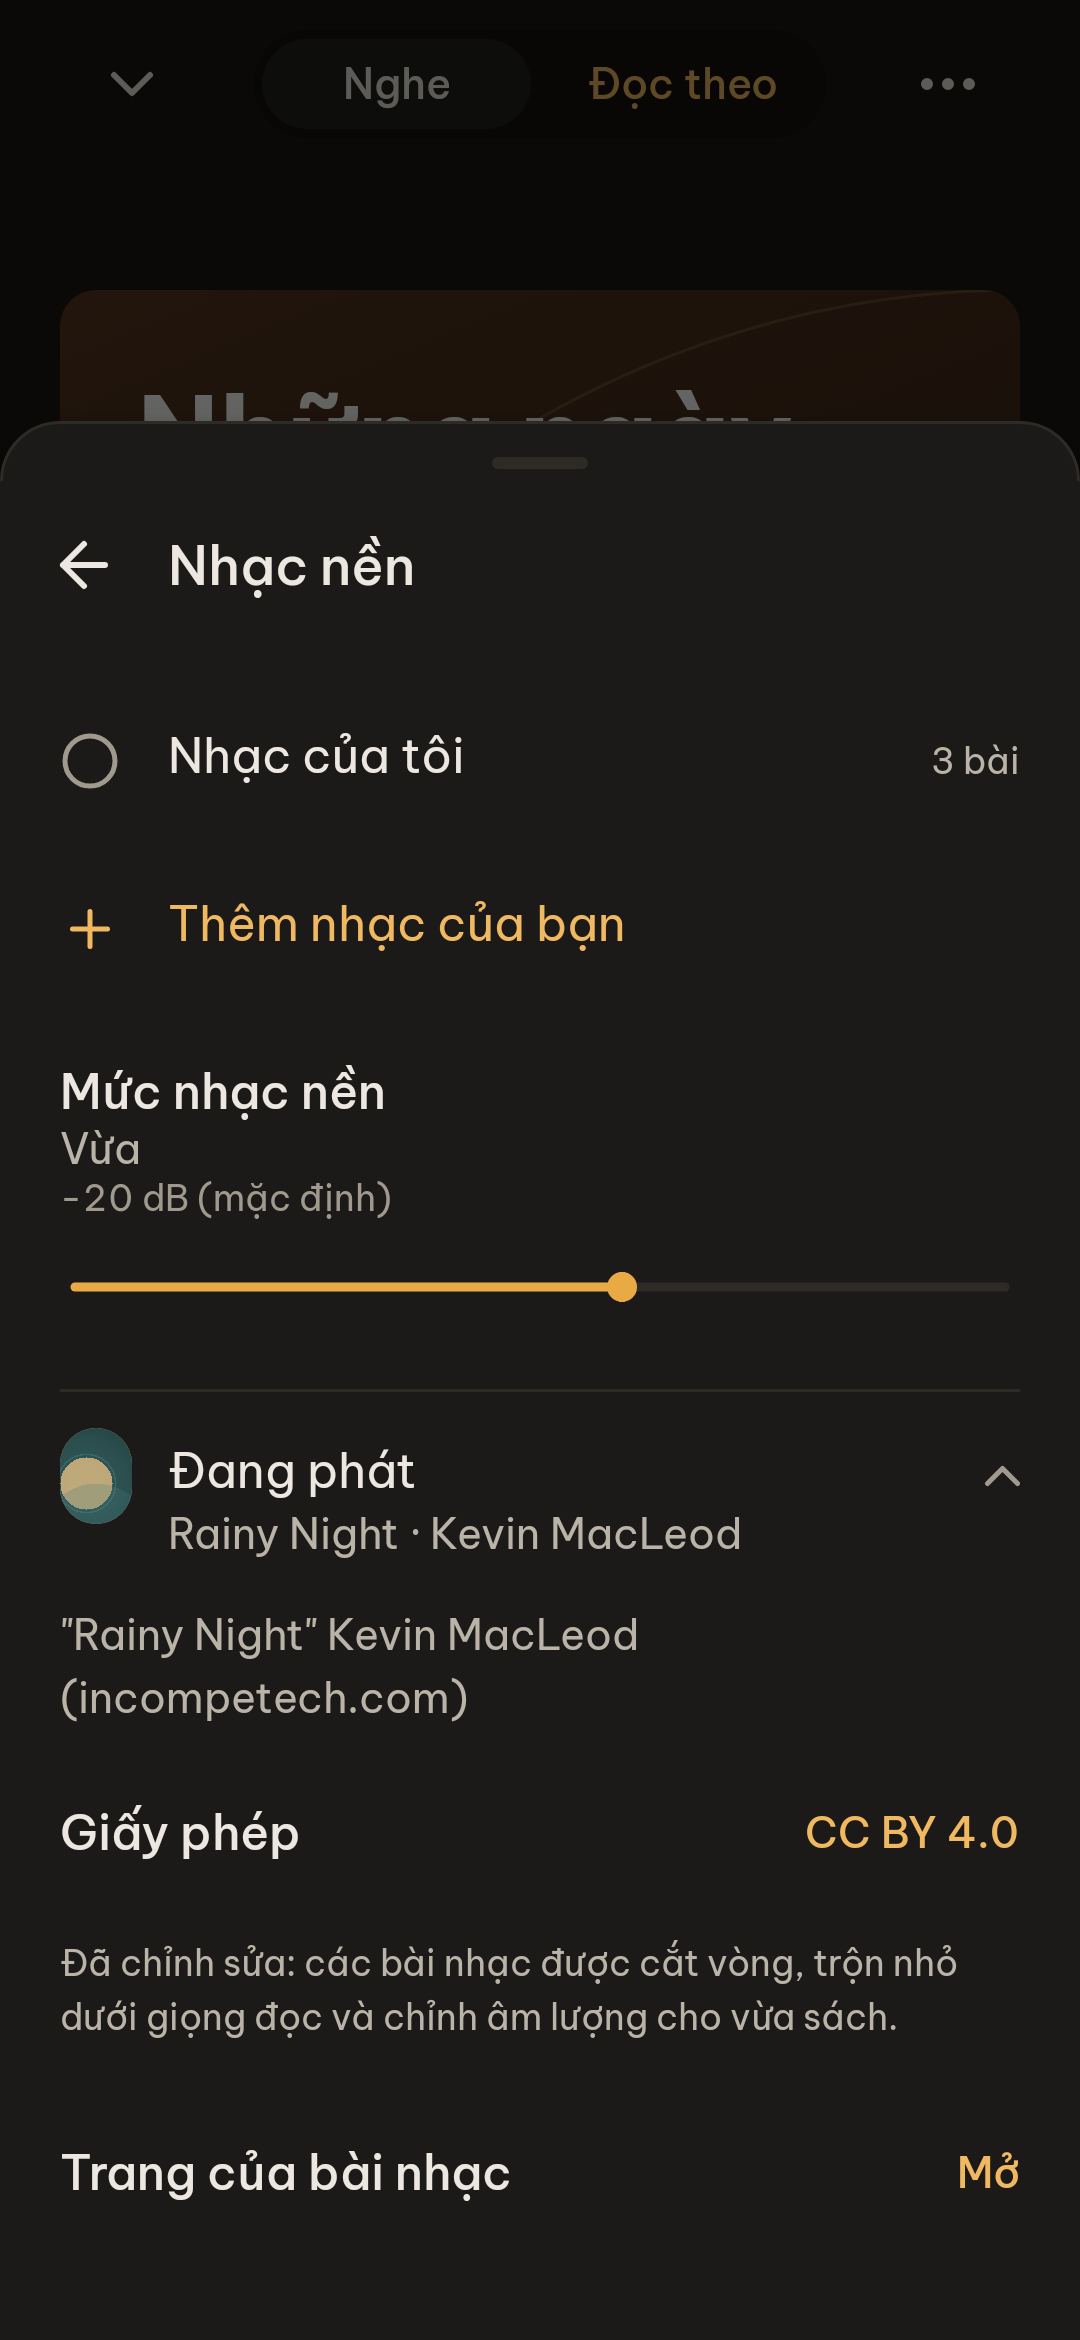 Nghe
Đọc theo
Những ngày
Nhạc nền
Nhạc của tôi
3 bài
Thêm nhạc của bạn
Mức nhạc nền
Vừa
-20 dB (mặc định)
Đang phát
Rainy Night · Kevin MacLeod
"Rainy Night" Kevin MacLeod
(incompetech.com)
Giấy phép
CC BY 4.0
Đã chỉnh sửa: các bài nhạc được cắt vòng, trộn nhỏ
dưới giọng đọc và chỉnh âm lượng cho vừa sách.
Trang của bài nhạc
Mở